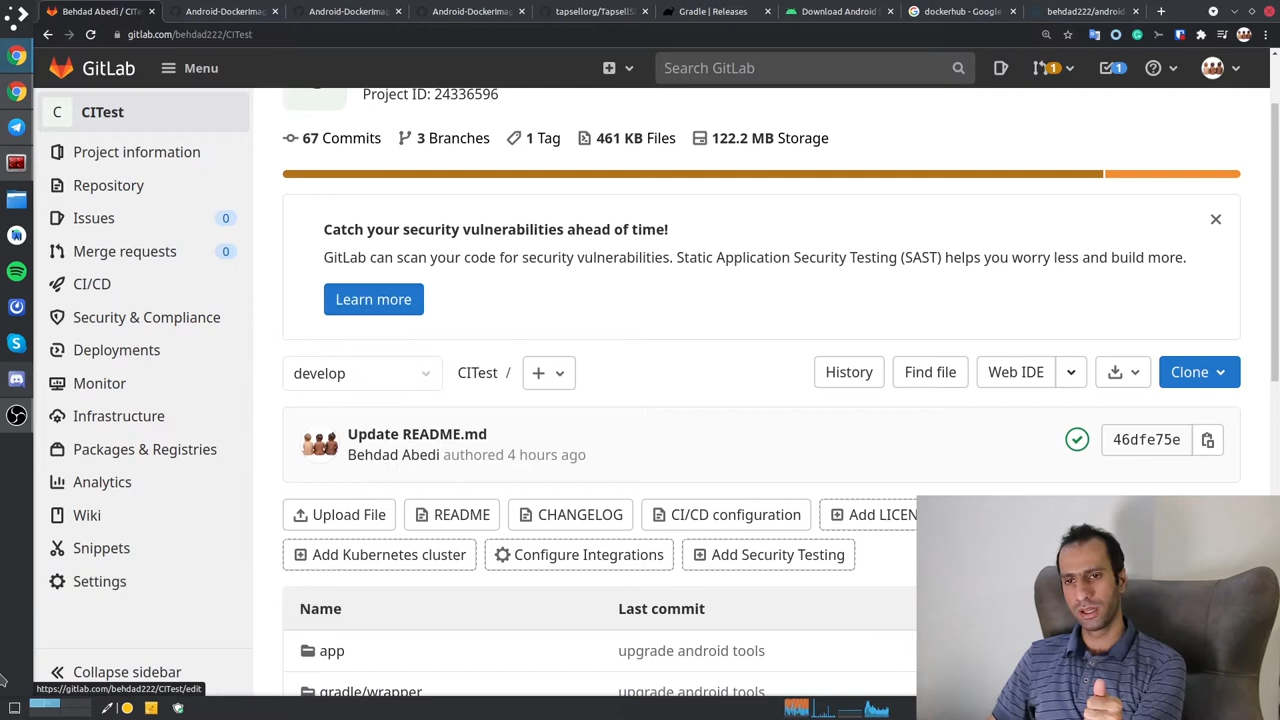 Behdad Abedi / CITest
Android-DockerImag
Android-DockerImag
Android-DockerImag
tapsellorg/TapsellS
Gradle | Releases
Download Android S
dockerhub - Google
behdad222/android
gitlab.com/behdad222/CITest
GitLab
Menu
Search GitLab
1
1
C
CITest
Project ID: 24336596
67 Commits
3 Branches
1 Tag
461 KB Files
122.2 MB Storage
Project information
Repository
Issues
0
Merge requests
0
CI/CD
Security & Compliance
Deployments
Monitor
Infrastructure
Packages & Registries
Analytics
Wiki
Snippets
Settings
Collapse sidebar
https://gitlab.com/behdad222/CITest/edit
Catch your security vulnerabilities ahead of time!
GitLab can scan your code for security vulnerabilities. Static Application Security Testing (SAST) helps you worry less and build more.
Learn more
develop
CITest /
History
Find file
Web IDE
Clone
Update README.md
Behdad Abedi authored 4 hours ago
46dfe75e
Upload File
README
CHANGELOG
CI/CD configuration
Add LICEN
Add Kubernetes cluster
Configure Integrations
Add Security Testing
Name
Last commit
app
upgrade android tools
gradle/wrapper
upgrade android tools